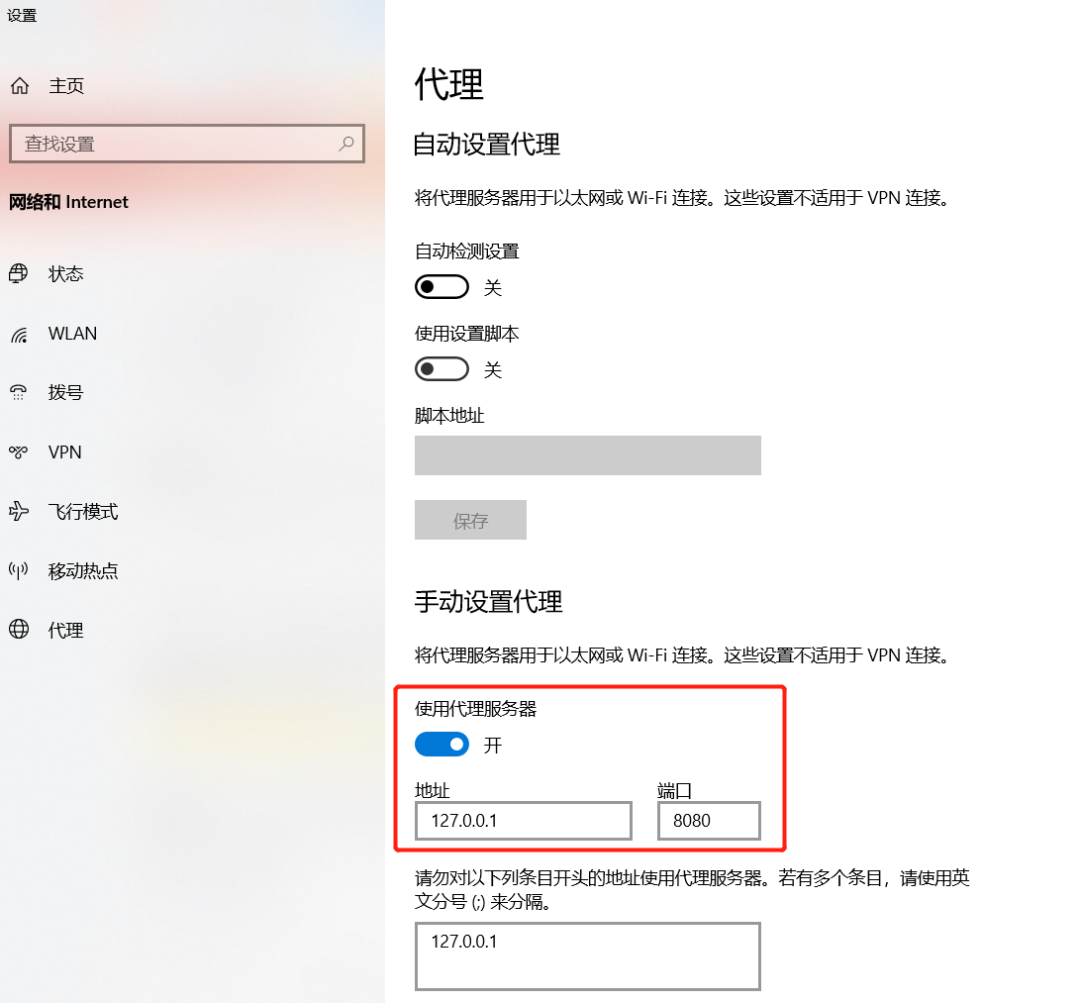 设置
主页
查找设置
网络和 Internet
状态
WLAN
拨号
VPN
飞行模式
移动热点
代理
代理
自动设置代理
将代理服务器用于以太网或 Wi-Fi 连接。这些设置不适用于 VPN 连接。
自动检测设置
关
使用设置脚本
关
脚本地址
保存
手动设置代理
将代理服务器用于以太网或 Wi-Fi 连接。这些设置不适用于 VPN 连接。
使用代理服务器
开
地址 端口
127.0.0.1 8080
请勿对以下列条目开头的地址使用代理服务器。若有多个条目，请使用英
文分号 (;) 来分隔。
127.0.0.1